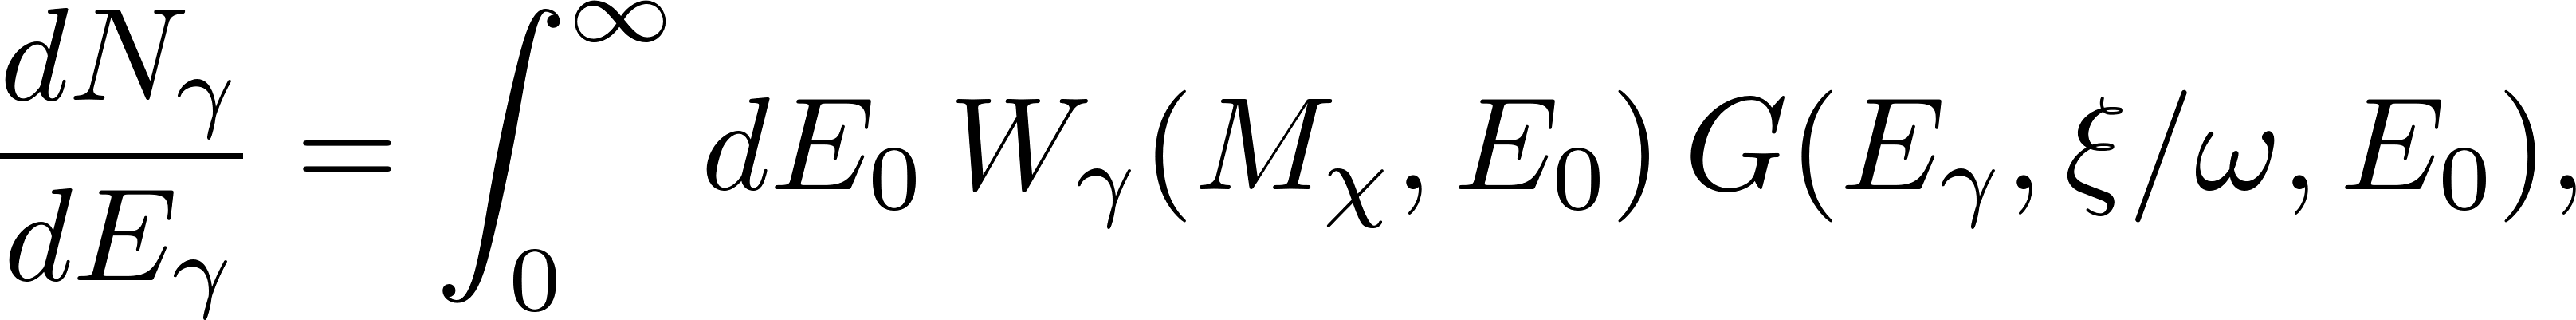 \frac{dN_\gamma}{dE_\gamma} = \int_0^\infty dE_0 \, W_\gamma(M_\chi, E_0) \, G(E_\gamma, \xi/\omega, E_0),